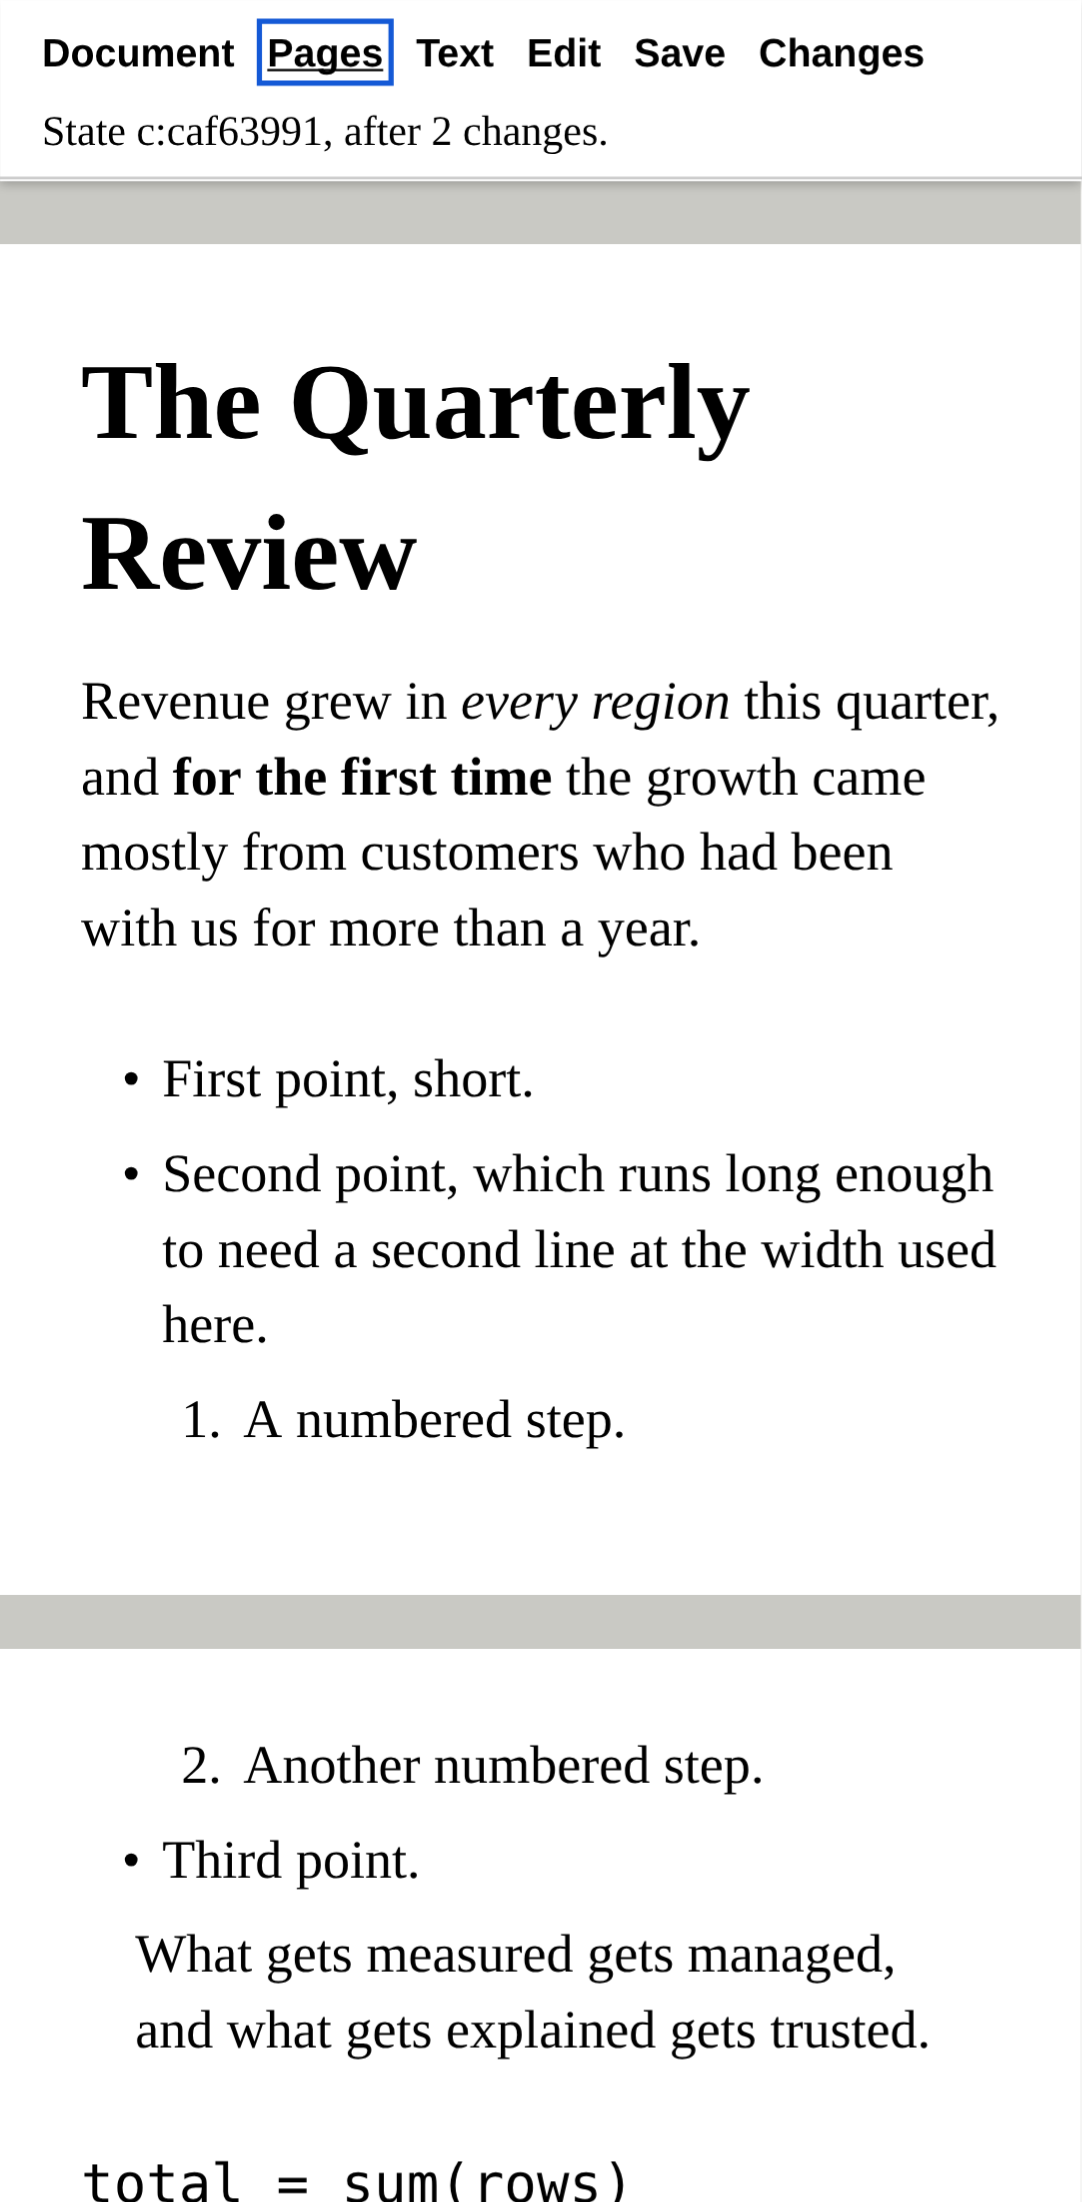 Document Pages Text Edit Save Changes
State c:caf63991, after 2 changes.
The Quarterly
Review
Revenue grew in every region this quarter,
and for the first time the growth came
mostly from customers who had been
with us for more than a year.
• First point, short.
• Second point, which runs long enough
to need a second line at the width used
here.
1. A numbered step.
2. Another numbered step.
• Third point.
What gets measured gets managed,
and what gets explained gets trusted.
total = sum(rows)